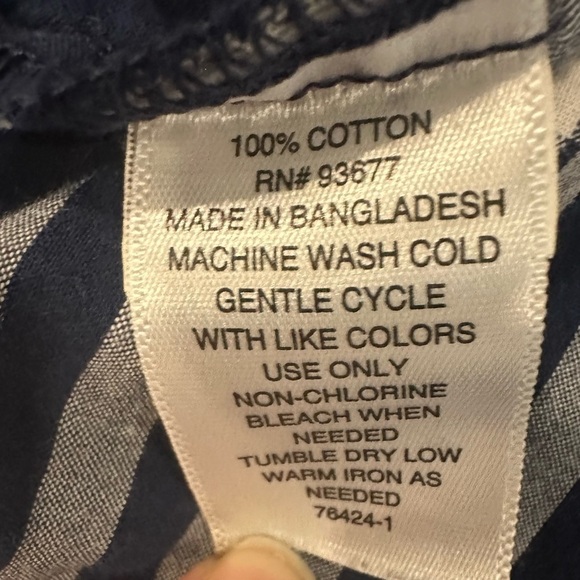 100% COTTON
RN# 93677
MADE IN BANGLADESH
MACHINE WASH COLD
GENTLE CYCLE
WITH LIKE COLORS
USE ONLY
NON-CHLORINE
BLEACH WHEN
NEEDED
TUMBLE DRY LOW
WARM IRON AS
NEEDED
76424-1